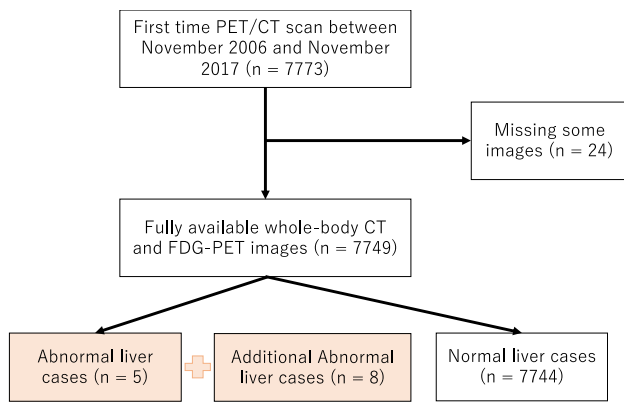 First time PET/CT scan between
November 2006 and November
2017 (n = 7773)
Missing some
images (n = 24)
Fully available whole-body CT
and FDG-PET images (n = 7749)
Abnormal liver
cases (n = 5)
Additional Abnormal
liver cases (n = 8)
Normal liver cases
(n = 7744)